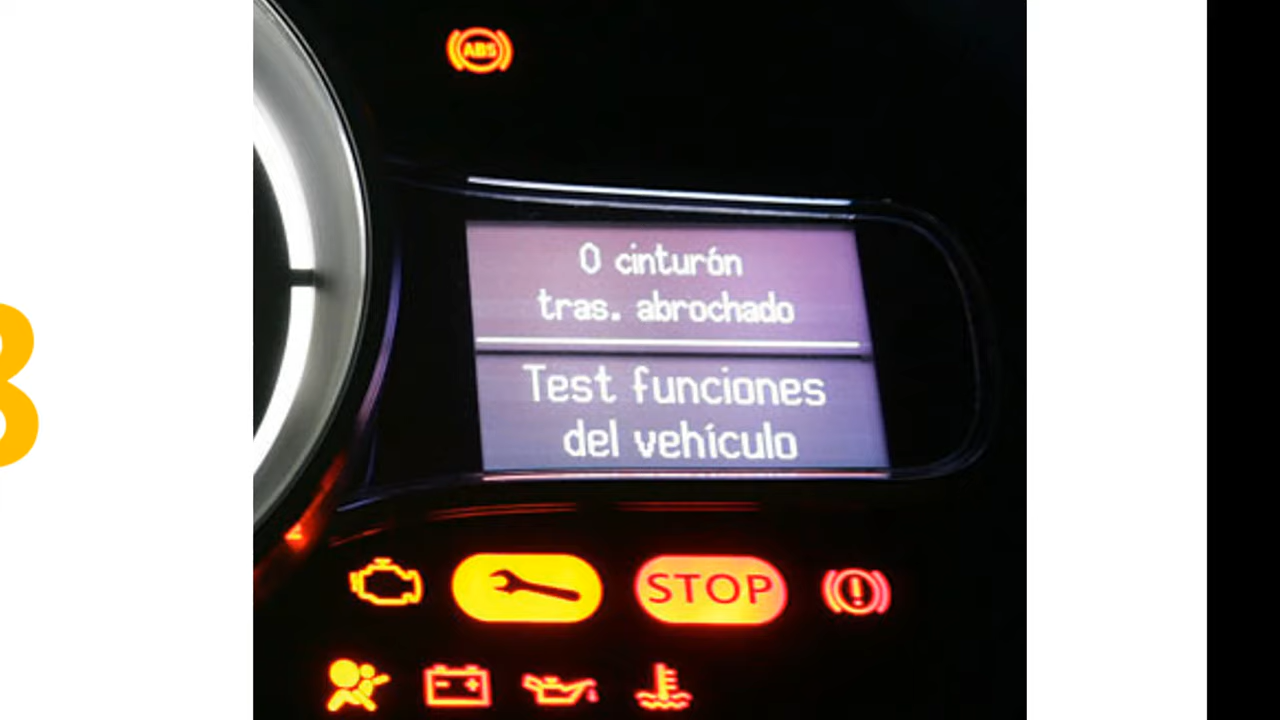 ABS
0 cinturón
tras. abrochado
Test funciones
del vehículo
STOP